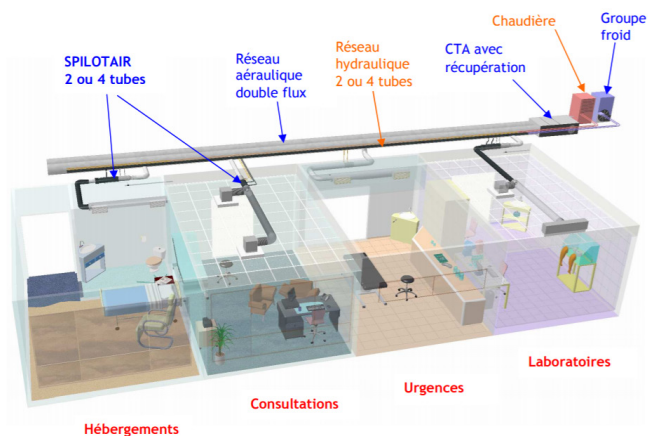 Chaudière
Groupe
froid
SPILOTAIR
2 ou 4 tubes
Réseau
aéraulique
double flux
Réseau
hydraulique
2 ou 4 tubes
CTA avec
récupération
Laboratoires
Urgences
Consultations
Hébergements